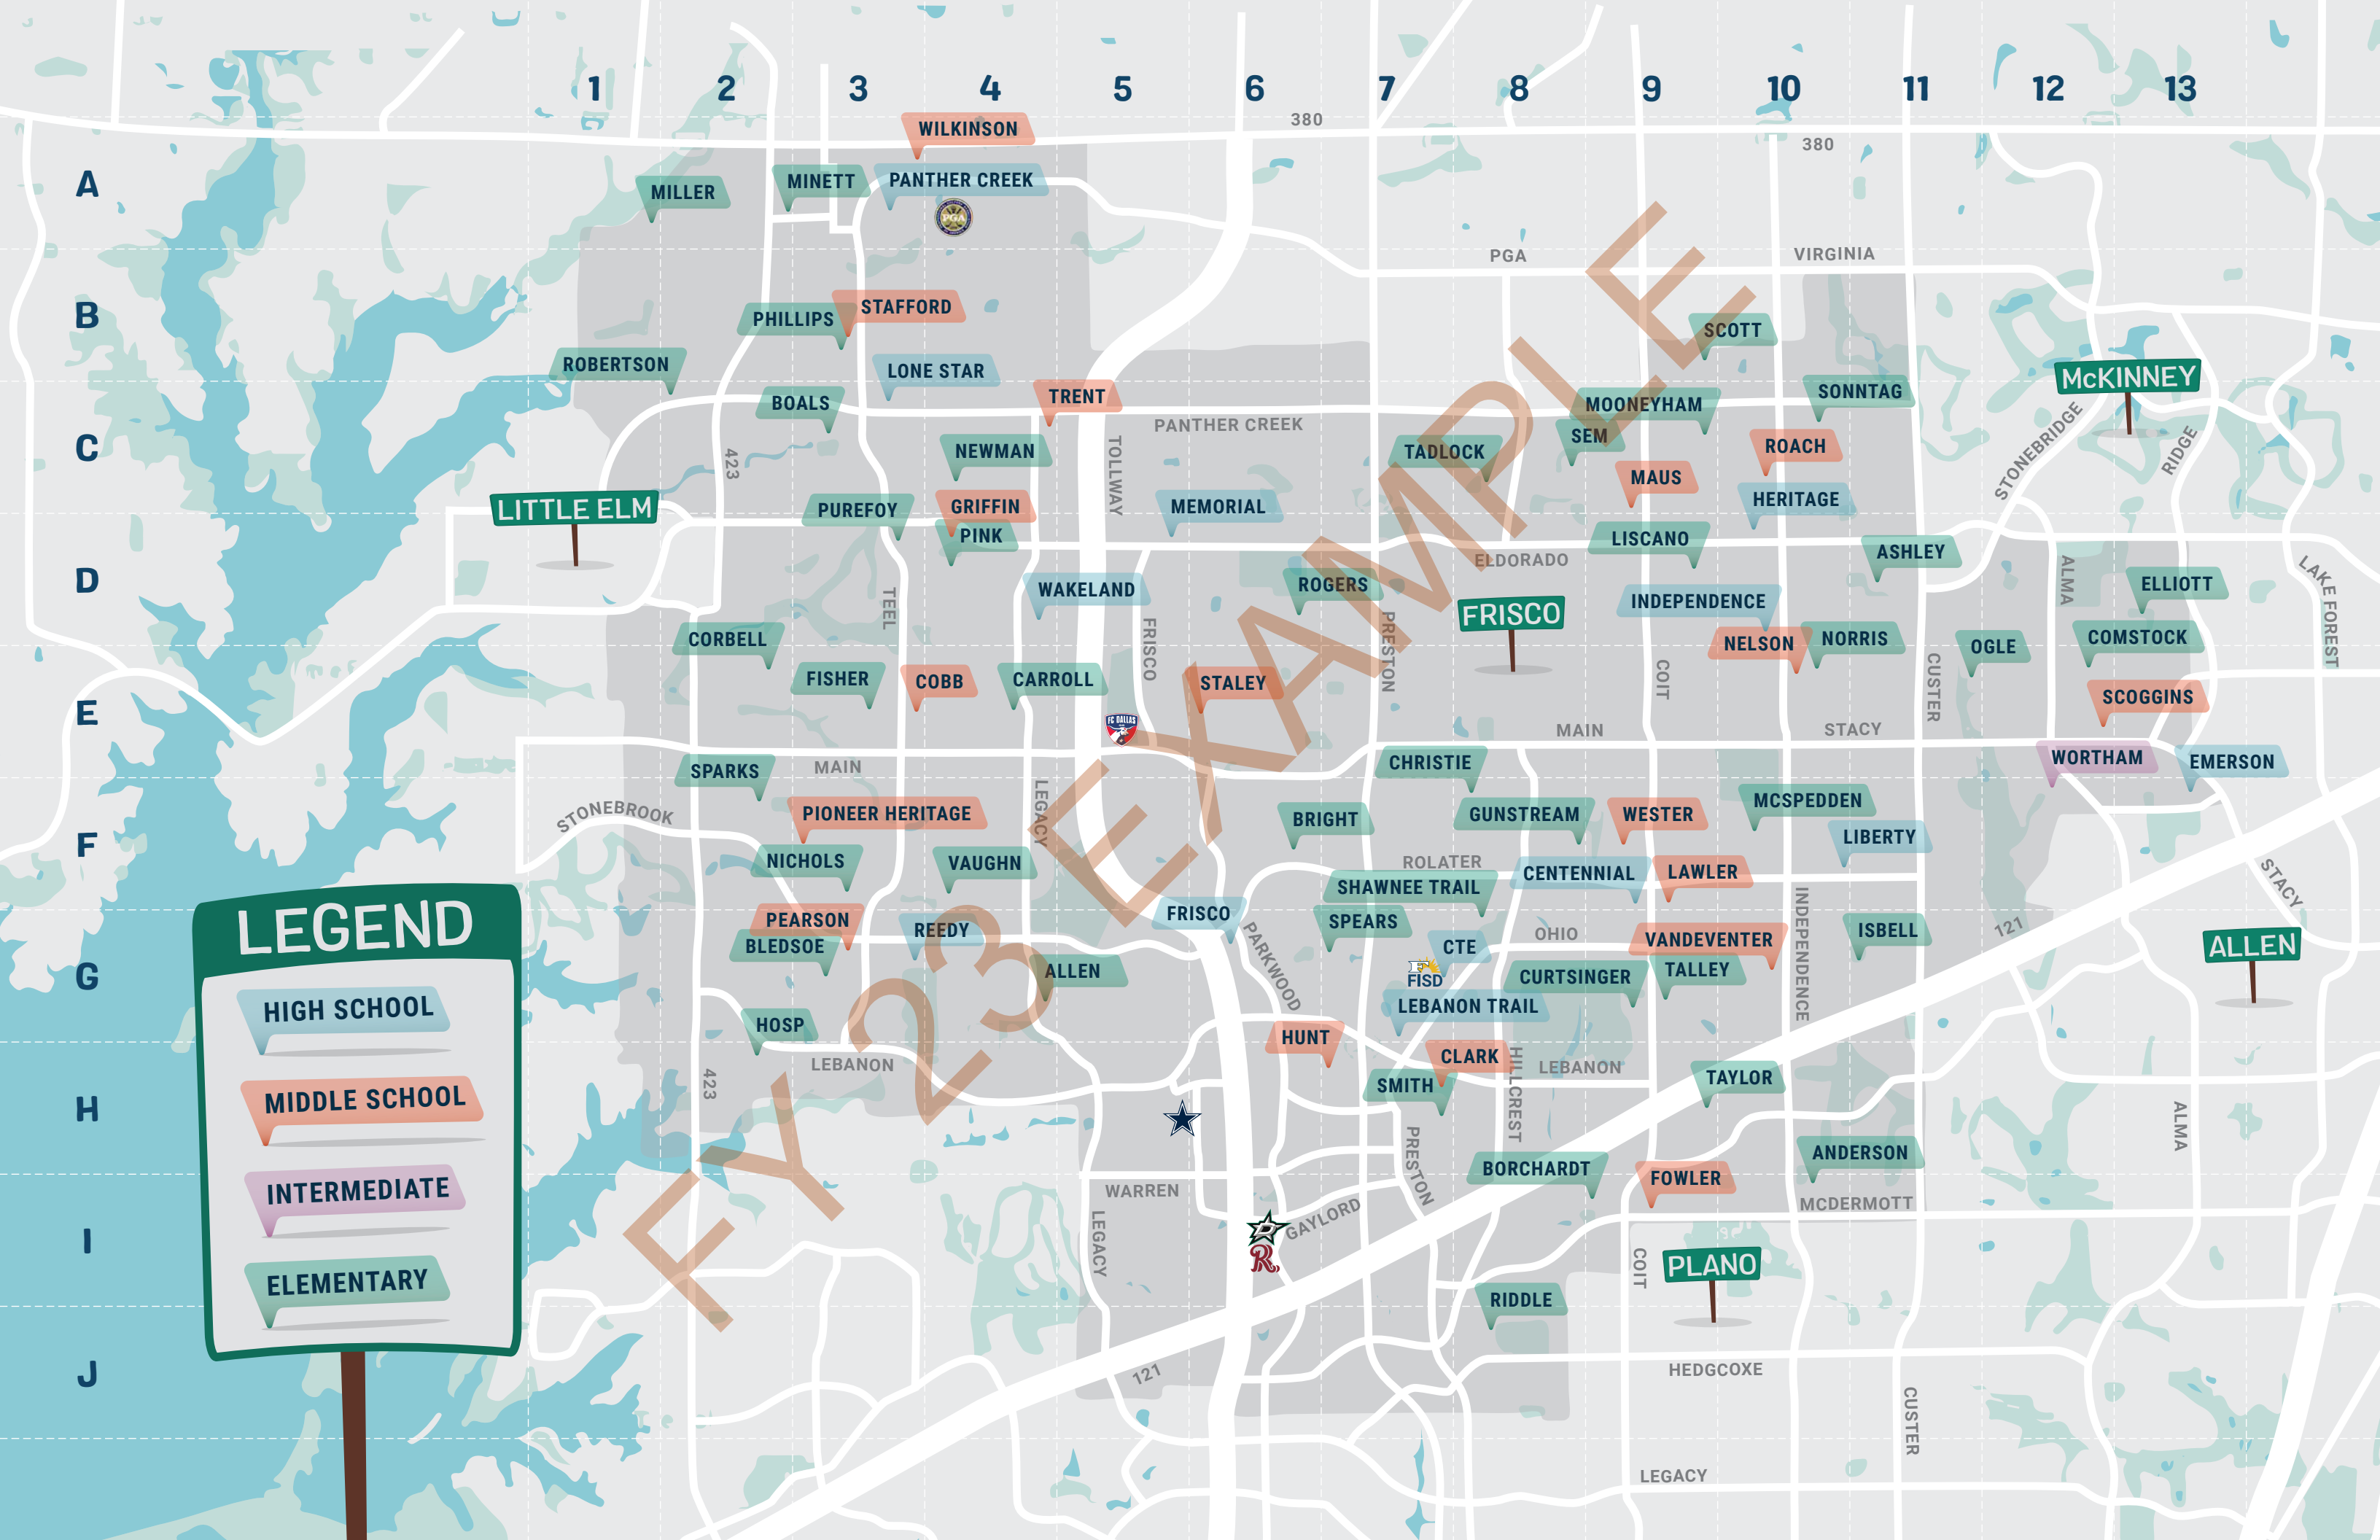 1 2 3 4 5 6 7 8 9 10 11 12 13
380
WILKINSON
380
A
MILLER
MINETT
PANTHER CREEK
PGA
PGA
VIRGINIA
B
PHILLIPS
STAFFORD
SCOTT
ROBERTSON
LONE STAR
McKINNEY
BOALS
TRENT
MOONEYHAM
SONNTAG
PANTHER CREEK
C
423
NEWMAN
TOLLWAY
TADLOCK
SEM
ROACH
STONEBRIDGE
RIDGE
MAUS
LITTLE ELM
PUREFOY
GRIFFIN
MEMORIAL
HERITAGE
PINK
LISCANO
ASHLEY
ELDORADO
D
TEEL
WAKELAND
ROGERS
FRISCO
INDEPENDENCE
ALMA
ELLIOTT
LAKE FOREST
CORBELL
FRISCO
PRESTON
NELSON
NORRIS
OGLE
COMSTOCK
FISHER
COBB
CARROLL
STALEY
COIT
CUSTER
SCOGGINS
E
FC DALLAS
MAIN
STACY
SPARKS
MAIN
CHRISTIE
WORTHAM
EMERSON
STONEBROOK
PIONEER HERITAGE
LEGACY
BRIGHT
GUNSTREAM
WESTER
MCSPEDDEN
LIBERTY
F
NICHOLS
VAUGHN
ROLATER
SHAWNEE TRAIL
CENTENNIAL
LAWLER
STACY
PEARSON
REEDY
FRISCO
SPEARS
INDEPENDENCE
ISBELL
121
BLEDSOE
PARKWOOD
CTE
OHIO
VANDEVENTER
ALLEN
G
ALLEN
F
FISD
CURTSINGER
TALLEY
LEBANON TRAIL
HOSP
HUNT
LEBANON
CLARK
HILLCREST
LEBANON
423
SMITH
TAYLOR
H
ALMA
PRESTON
BORCHARDT
ANDERSON
WARREN
FOWLER
MCDERMOTT
I
LEGACY
D
GAYLORD
R
COIT
PLANO
RIDDLE
J
121
HEDGCOXE
CUSTER
LEGACY
LEGEND
HIGH SCHOOL
MIDDLE SCHOOL
INTERMEDIATE
ELEMENTARY
FY 23 EXAMPLE